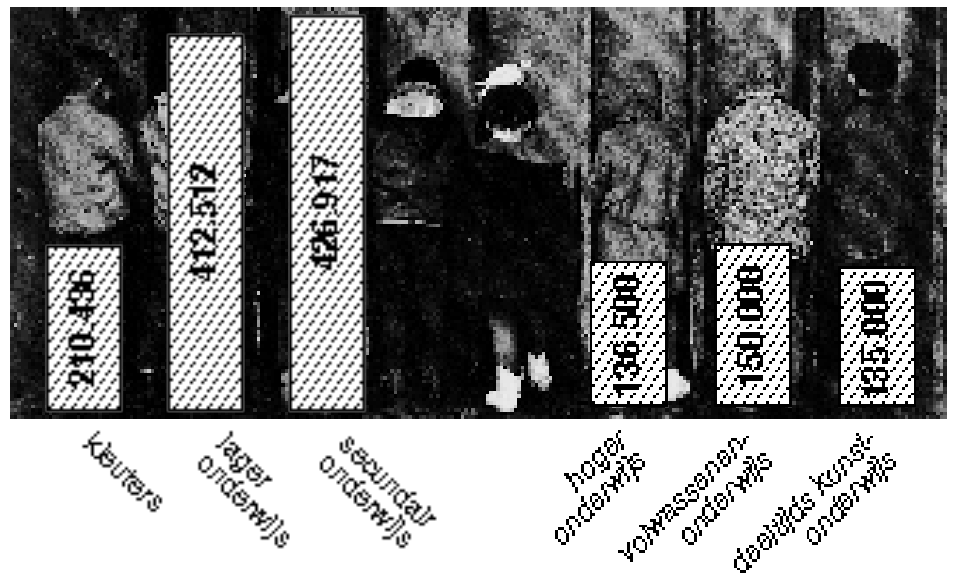 210.436
412.512
426.917
136.500
150.000
135.000
kleuters
lager
onderwijs
secundair
onderwijs
hoger
onderwijs
volwassenen-
onderwijs
deeltijds kunst-
onderwijs